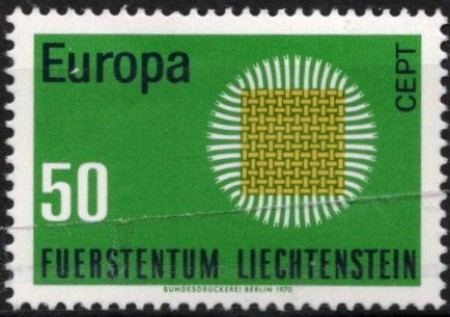 Europa
CEPT
50
FUERSTENTUM LIECHTENSTEIN
BUNDESDRUCKEREI BERLIN 1970